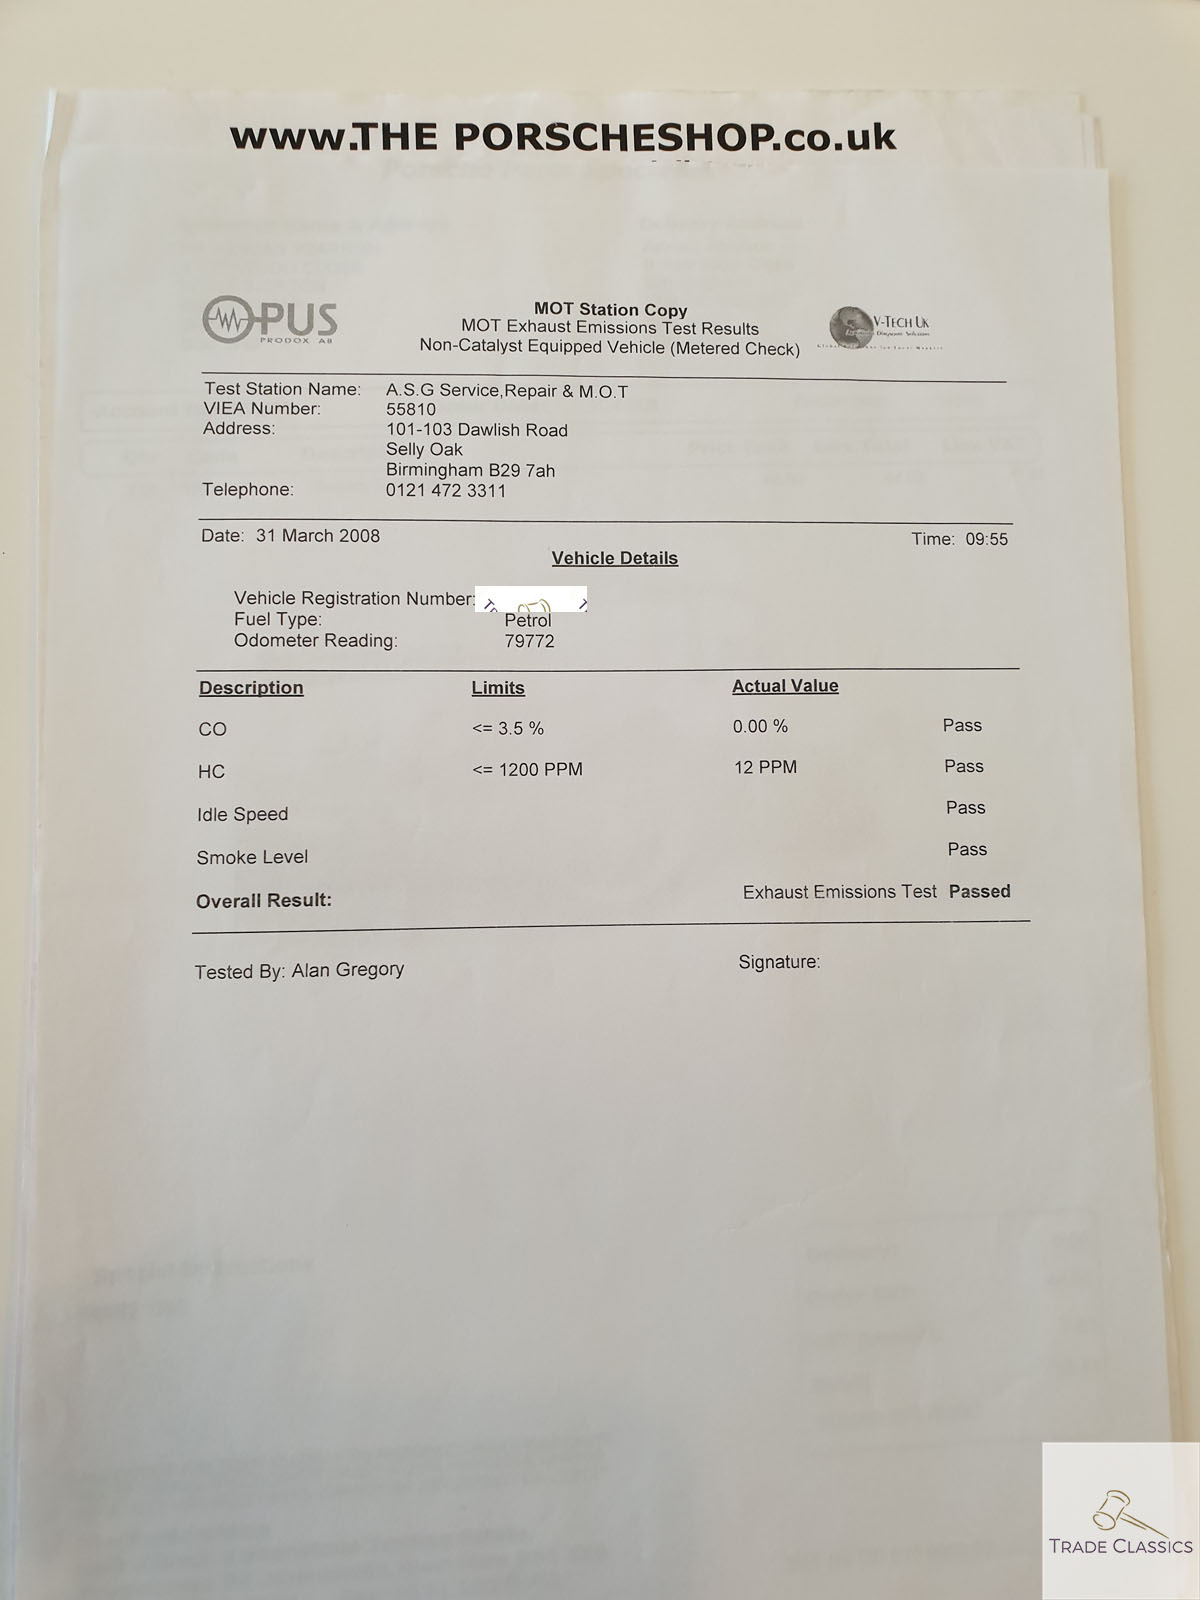 www.THE PORSCHESHOP.co.uk
OPUS
PRODOX AB
MOT Station Copy
MOT Exhaust Emissions Test Results
Non-Catalyst Equipped Vehicle (Metered Check)
V-TECH UK
Test Station Name: A.S.G Service,Repair & M.O.T
VIEA Number: 55810
Address: 101-103 Dawlish Road
Selly Oak
Birmingham B29 7ah
Telephone: 0121 472 3311
Date: 31 March 2008 Time: 09:55
Vehicle Details
Vehicle Registration Number:
Fuel Type: Petrol
Odometer Reading: 79772
Description Limits Actual Value
CO <= 3.5 % 0.00 % Pass
HC <= 1200 PPM 12 PPM Pass
Idle Speed Pass
Smoke Level Pass
Overall Result: Exhaust Emissions Test Passed
Tested By: Alan Gregory Signature:
TRADE CLASSICS